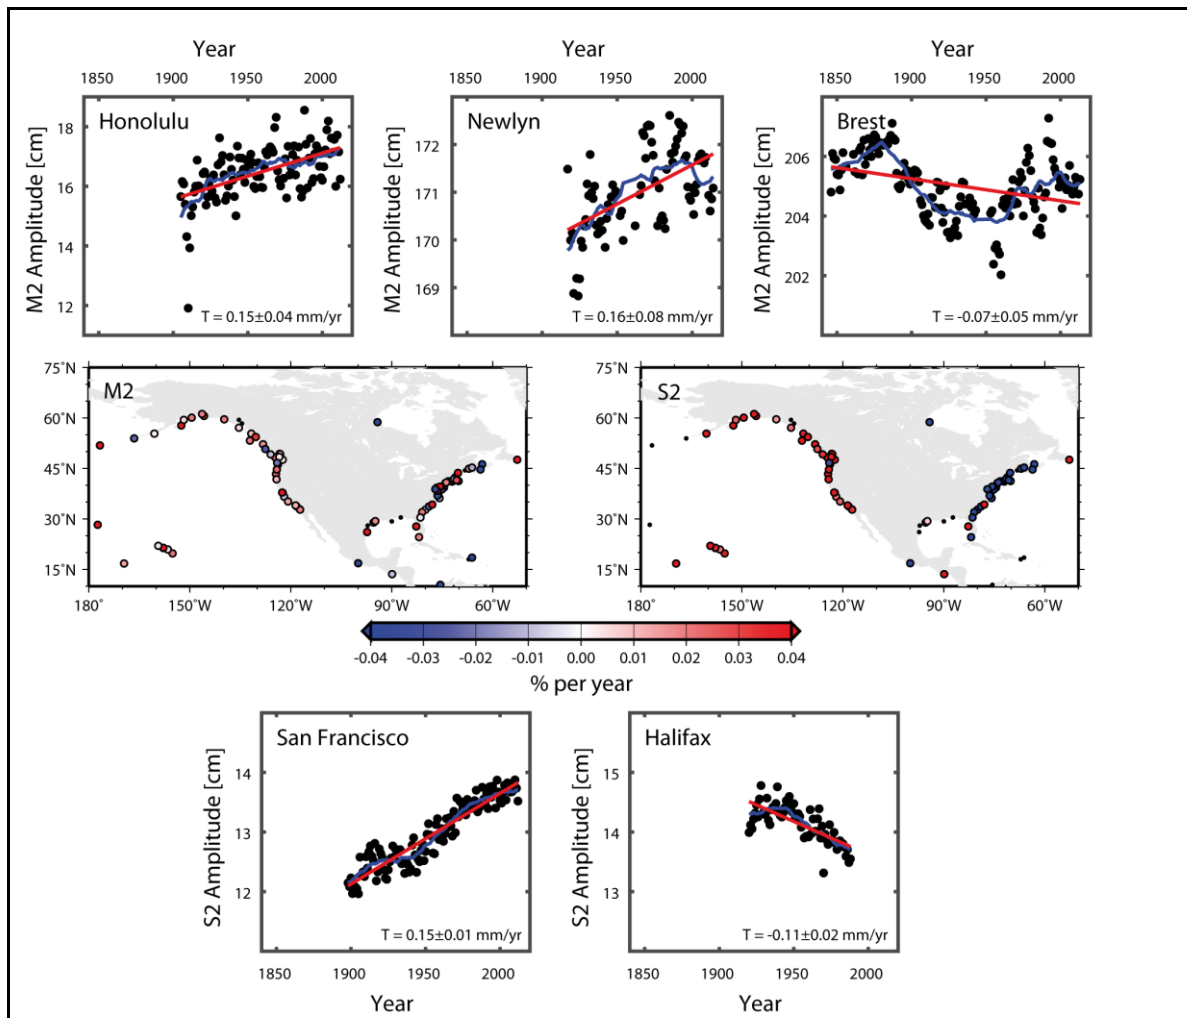 Year Year Year
1850 1900 1950 2000 1850 1900 1950 2000 1850 1900 1950 2000
Honolulu Newlyn Brest
M2 Amplitude [cm] M2 Amplitude [cm] M2 Amplitude [cm]
18 16 14 12
172 171 170 169
206 204 202
T = 0.15±0.04 mm/yr T = 0.16±0.08 mm/yr T = -0.07±0.05 mm/yr
M2 S2
75°N 60°N 45°N 30°N 15°N
75°N 60°N 45°N 30°N 15°N
180° 150°W 120°W 90°W 60°W 180° 150°W 120°W 90°W 60°W
-0.04 -0.03 -0.02 -0.01 0.00 0.01 0.02 0.03 0.04
% per year
San Francisco Halifax
S2 Amplitude [cm] S2 Amplitude [cm]
14 13 12
15 14 13
T = 0.15±0.01 mm/yr T = -0.11±0.02 mm/yr
1850 1900 1950 2000 1850 1900 1950 2000
Year Year